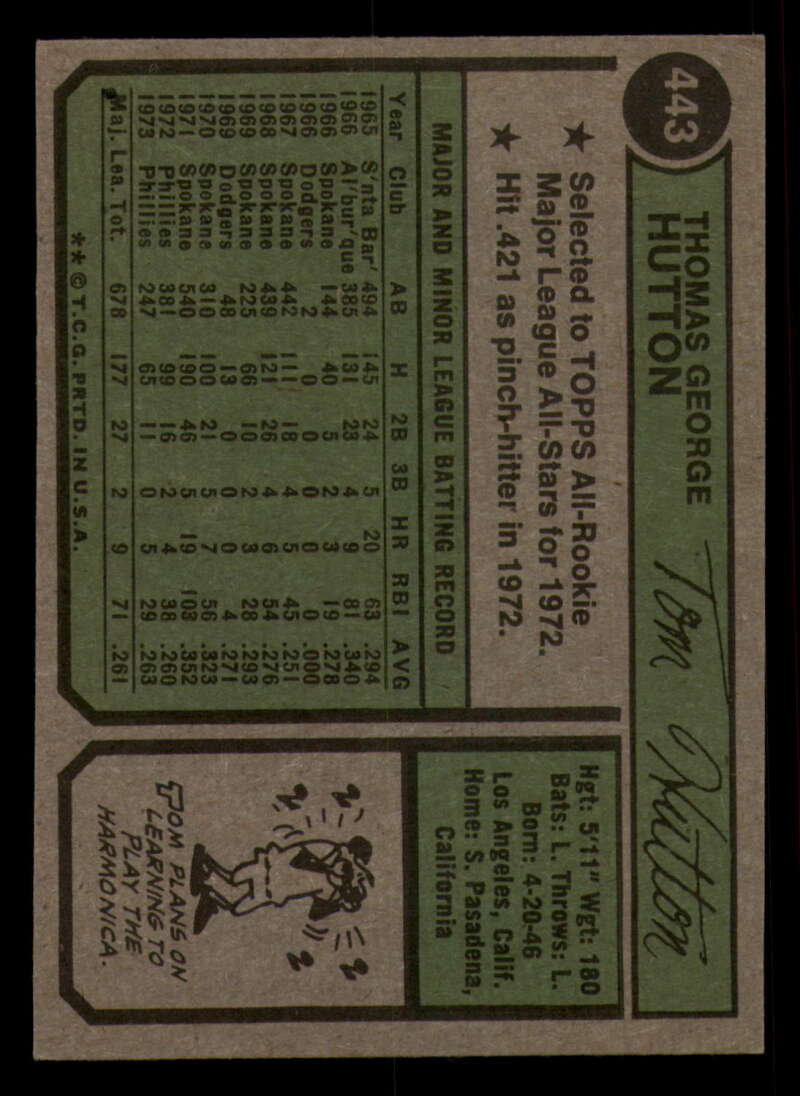 443
THOMAS GEORGE
HUTTON
Tom Hutton
★ Selected to TOPPS All-Rookie
Major League All-Stars for 1972.
★ Hit .421 as pinch-hitter in 1972.
MAJOR AND MINOR LEAGUE BATTING RECORD
Year Club AB H 2B 3B HR RBI AVG
1965 S'nta Bar' 494 145 24 5 20 63 .294
1966 Al'bur'que 385 131 23 4 9 81 .340
1966 Spokane 144 40 5 2 3 19 .278
1966 Dodgers 2 0 0 0 0 0 .000
1967 Spokane 442 111 18 4 5 45 .251
1968 Spokane 439 121 26 4 6 54 .276
1969 Spokane 225 66 10 2 3 28 .293
1969 Dodgers 48 13 0 0 0 4 .271
1970 Spokane 310 100 21 5 7 56 .323
1971 Spokane 540 190 46 5 19 103 .352
1972 Phillies 381 99 16 2 4 38 .260
1973 Phillies 247 65 11 0 5 29 .263
Maj. Lea. Tot. 678 177 27 2 9 71 .261
**©T.C.G. PRTD. IN U.S.A.
Hgt: 5'11" Wgt: 180
Bats: L. Throws: L.
Born: 4-20-46
Los Angeles, Calif.
Home: S. Pasadena,
California
TOM PLANS ON
LEARNING TO
PLAY THE
HARMONICA.